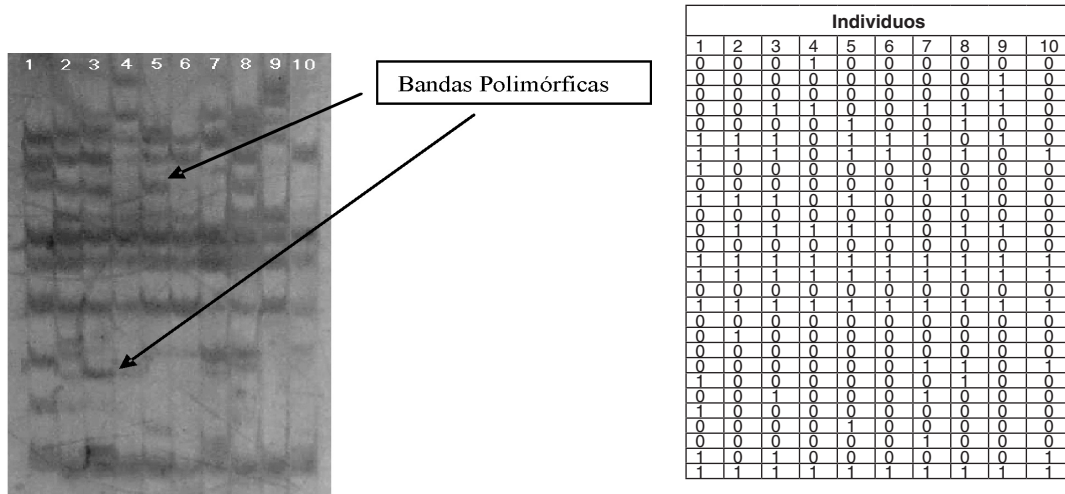 1 2 3 4 5 6 7 8 9 10
Bandas Polimórficas
Individuos
1 2 3 4 5 6 7 8 9 10
0 0 0 1 0 0 0 0 0 0
0 0 0 0 0 0 0 0 1 0
0 0 0 0 0 0 0 0 1 0
0 0 1 1 0 0 1 1 1 0
0 0 0 0 1 0 0 1 0 0
1 1 1 0 1 1 1 0 1 0
1 1 1 0 1 1 0 1 0 1
1 0 0 0 0 0 0 0 0 0
0 0 0 0 0 0 1 0 0 0
1 1 1 0 1 0 0 1 0 0
0 0 0 0 0 0 0 0 0 0
0 1 1 1 1 1 0 1 1 0
0 0 0 0 0 0 0 0 0 0
1 1 1 1 1 1 1 1 1 1
1 1 1 1 1 1 1 1 1 1
0 0 0 0 0 0 0 0 0 0
1 1 1 1 1 1 1 1 1 1
0 0 0 0 0 0 0 0 0 0
0 1 0 0 0 0 0 0 0 0
0 0 0 0 0 0 0 0 0 0
0 0 0 0 0 0 1 1 0 1
1 0 0 0 0 0 0 1 0 0
0 0 1 0 0 0 1 0 0 0
1 0 0 0 0 0 0 0 0 0
0 0 0 0 1 0 0 0 0 0
0 0 0 0 0 0 1 0 0 0
1 0 1 0 0 0 0 0 0 1
1 1 1 1 1 1 1 1 1 1